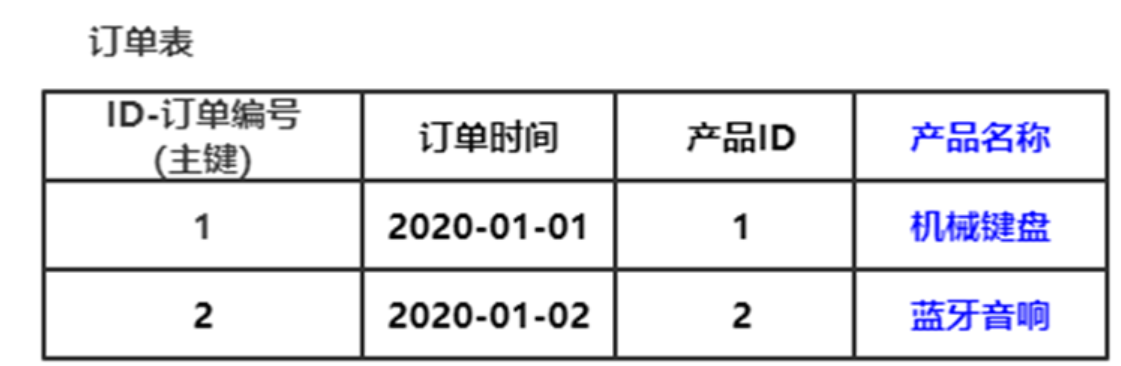 订单表
ID-订单编号
(主键)
订单时间
产品ID
产品名称
1
2020-01-01
1
机械键盘
2
2020-01-02
2
蓝牙音响